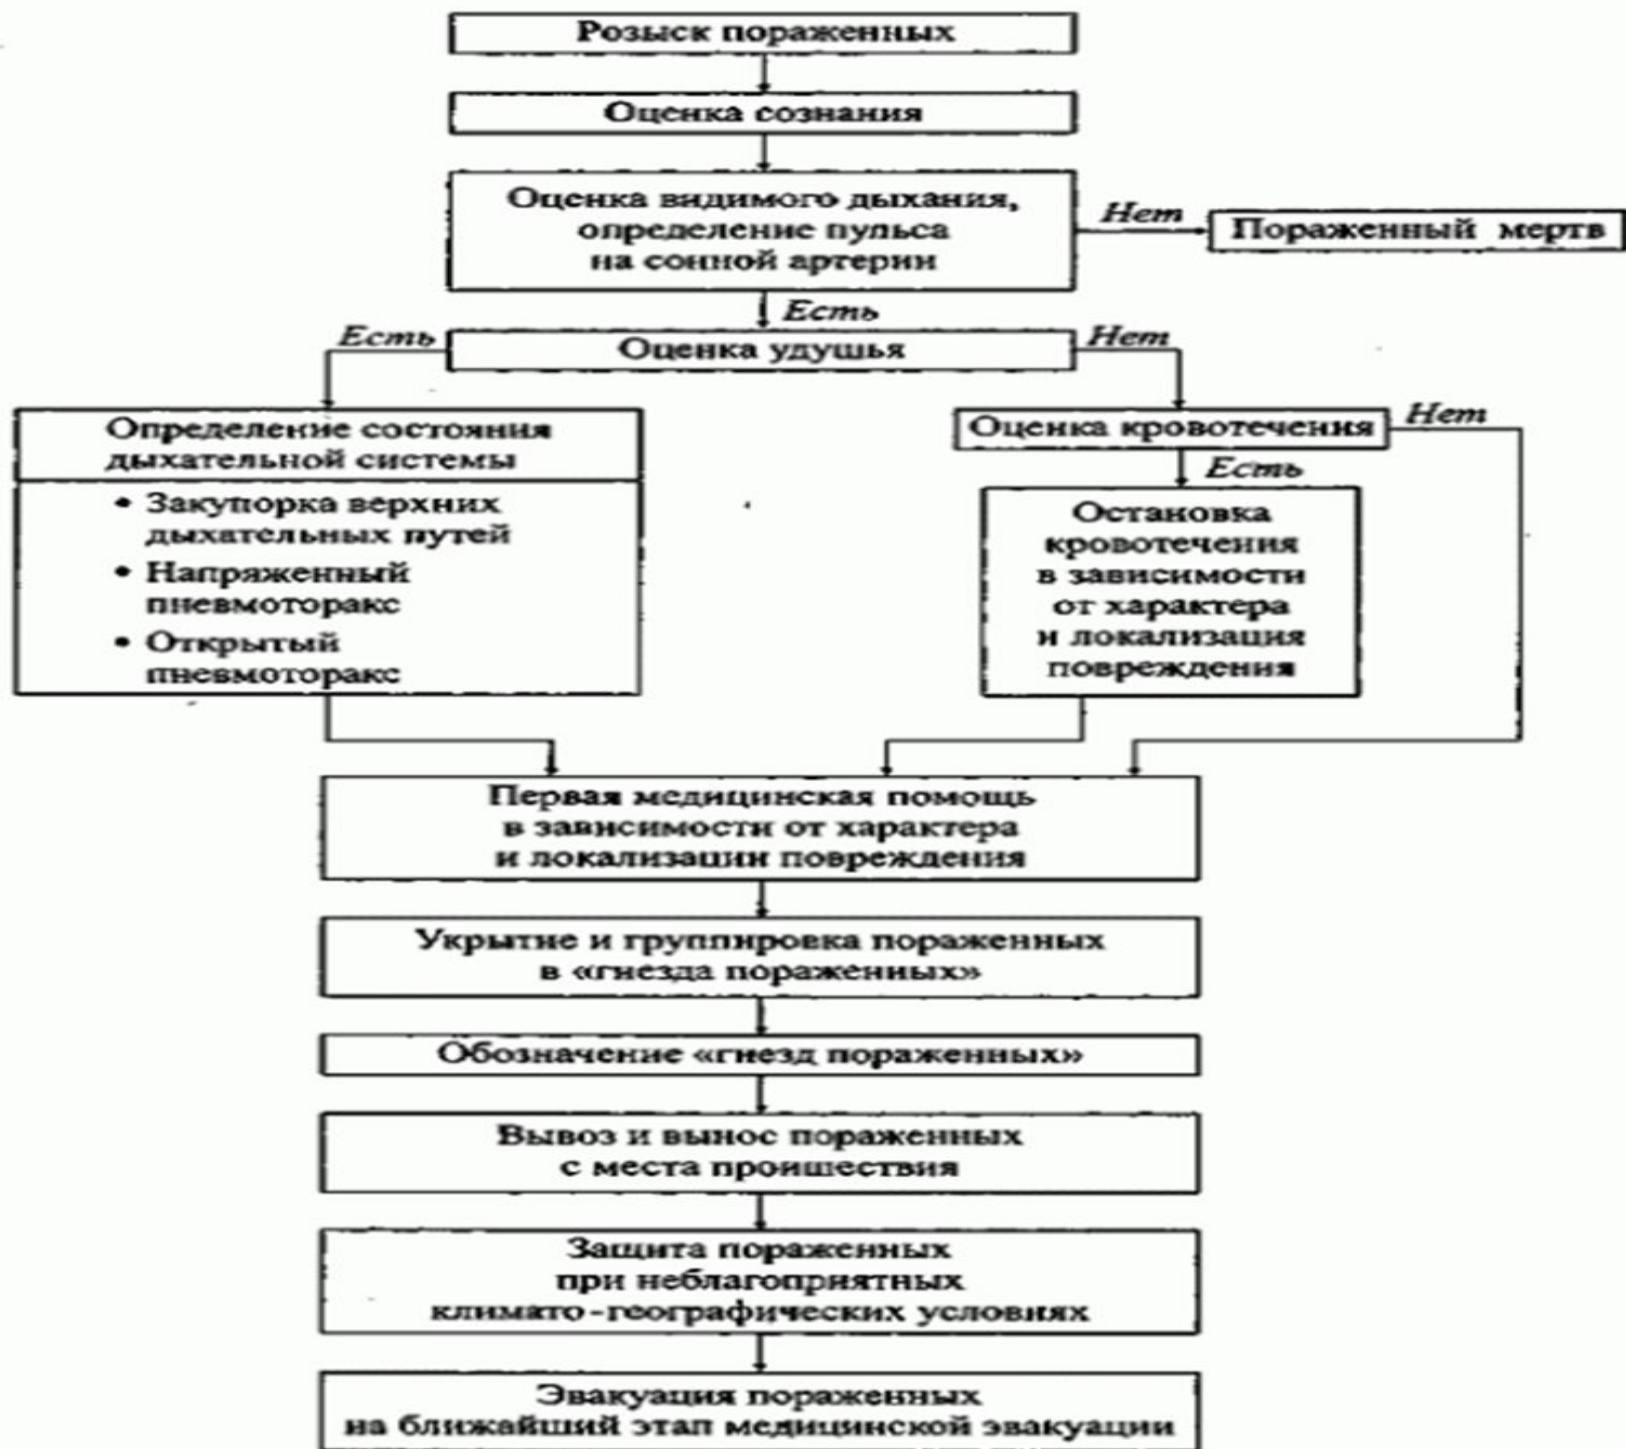 Розыск пораженных
Оценка сознания
Оценка видимого дыхания,
определение пульса
на сонной артерии
Нет
Пораженный мертв
Есть
Есть
Оценка удушья
Нет
Определение состояния
дыхательной системы
• Закупорка верхних
дыхательных путей
• Напряженный
пневмоторакс
• Открытый
пневмоторакс
Оценка кровотечения
Нет
Есть
Остановка
кровотечения
в зависимости
от характера
и локализация
повреждения
Первая медицинская помощь
в зависимости от характера
и локализации повреждения
Укрытие и группировка пораженных
в «гнезда пораженных»
Обозначение «гнезд пораженных»
Вывоз и вынос пораженных
с места происшествия
Защита пораженных
при неблагоприятных
климато-географических условиях
Эвакуация пораженных
на ближайший этап медицинской эвакуации